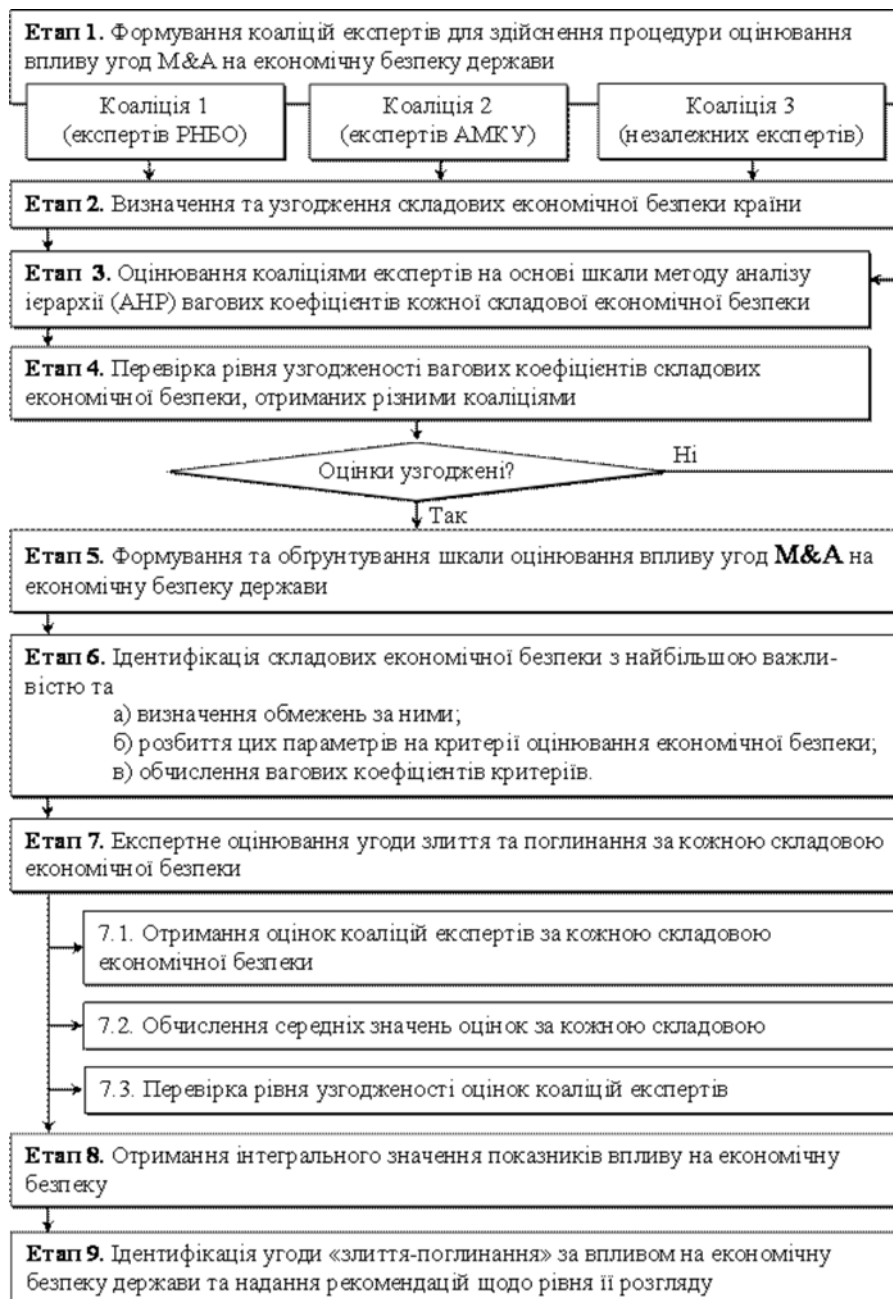 Етап 1. Формування коаліцій експертів для здійснення процедури оцінювання
впливу угод M&A на економічну безпеку держави
Коаліція 1
(експертів РНБО)
Коаліція 2
(експертів АМКУ)
Коаліція 3
(незалежних експертів)
Етап 2. Визначення та узгодження складових економічної безпеки країни
Етап 3. Оцінювання коаліціями експертів на основі шкали методу аналізу
ієрархії (АНР) вагових коефіцієнтів кожної складової економічної безпеки
Етап 4. Перевірка рівня узгодженості вагових коефіцієнтів складових
економічної безпеки, отриманих різними коаліціями
Оцінки узгоджені?
Ні
Так
Етап 5. Формування та обґрунтування шкали оцінювання впливу угод M&A на
економічну безпеку держави
Етап 6. Ідентифікація складових економічної безпеки з найбільшою важли-
вістю та
а) визначення обмежень за ними;
б) розбиття цих параметрів на критерії оцінювання економічної безпеки;
в) обчислення вагових коефіцієнтів критеріїв.
Етап 7. Експертне оцінювання угоди злиття та поглинання за кожною складовою
економічної безпеки
7.1. Отримання оцінок коаліцій експертів за кожною складовою
економічної безпеки
7.2. Обчислення середніх значень оцінок за кожною складовою
7.3. Перевірка рівня узгодженості оцінок коаліцій експертів
Етап 8. Отримання інтегрального значення показників впливу на економічну
безпеку
Етап 9. Ідентифікація угоди «злиття-поглинання» за впливом на економічну
безпеку держави та надання рекомендацій щодо рівня її розгляду